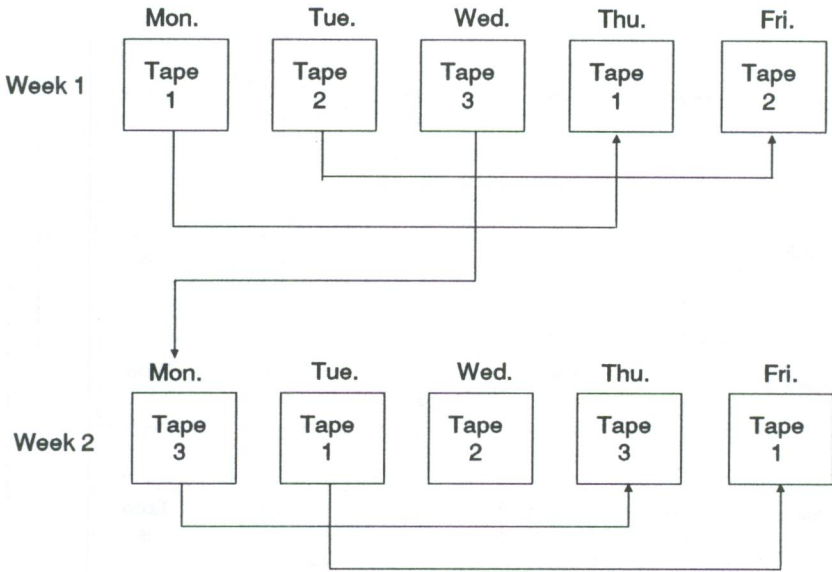 Mon. Tue. Wed. Thu. Fri.
Week 1
Tape 1
Tape 2
Tape 3
Tape 1
Tape 2
Mon. Tue. Wed. Thu. Fri.
Week 2
Tape 3
Tape 1
Tape 2
Tape 3
Tape 1